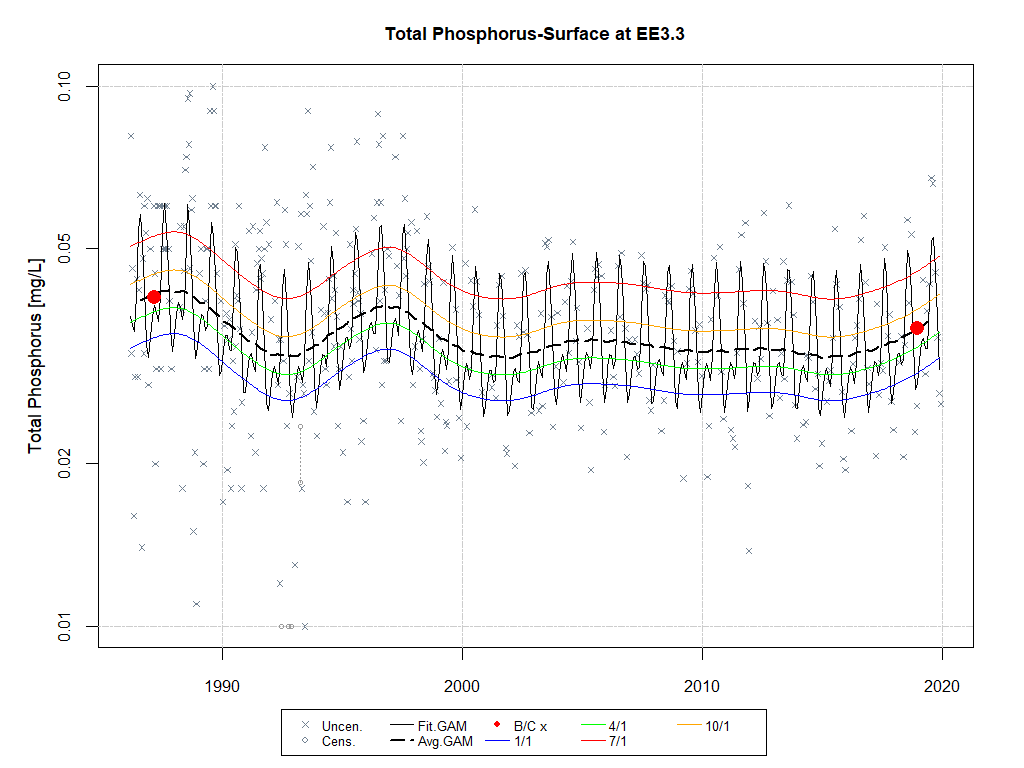 Total Phosphorus-Surface at EE3.3
Total Phosphorus [mg/L]
0.10
0.05
0.02
0.01
1990 2000 2010 2020
Uncen. Fit.GAM B/C x 4/1 10/1
Cens. Avg.GAM 1/1 7/1